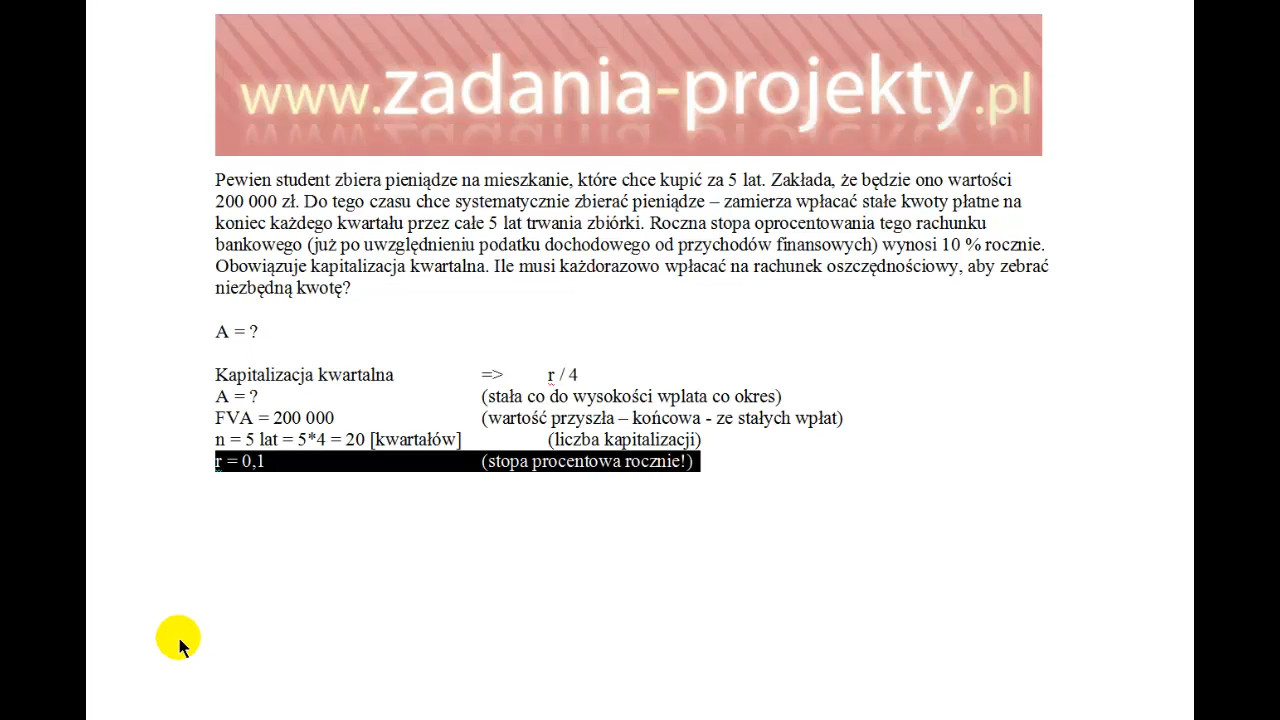 www.zadania-projekty.pl
Pewien student zbiera pieniądze na mieszkanie, które chce kupić za 5 lat. Zakłada, że będzie ono wartości
200 000 zł. Do tego czasu chce systematycznie zbierać pieniądze – zamierza wpłacać stałe kwoty płatne na
koniec każdego kwartału przez całe 5 lat trwania zbiórki. Roczna stopa oprocentowania tego rachunku
bankowego (już po uwzględnieniu podatku dochodowego od przychodów finansowych) wynosi 10 % rocznie.
Obowiązuje kapitalizacja kwartalna. Ile musi każdorazowo wpłacać na rachunek oszczędnościowy, aby zebrać
niezbędną kwotę?
A = ?
Kapitalizacja kwartalna => r / 4
A = ? (stała co do wysokości wplata co okres)
FVA = 200 000 (wartość przyszła – końcowa - ze stałych wpłat)
n = 5 lat = 5*4 = 20 [kwartałów] (liczba kapitalizacji)
r = 0,1 (stopa procentowa rocznie!)